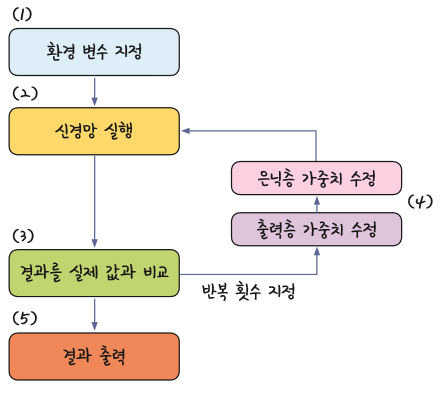 (1)
환경 변수 지정
(2)
신경망 실행
은닉층 가중치 수정
(4)
출력층 가중치 수정
(3)
결과를 실제 값과 비교
반복 횟수 지정
(5)
결과 출력